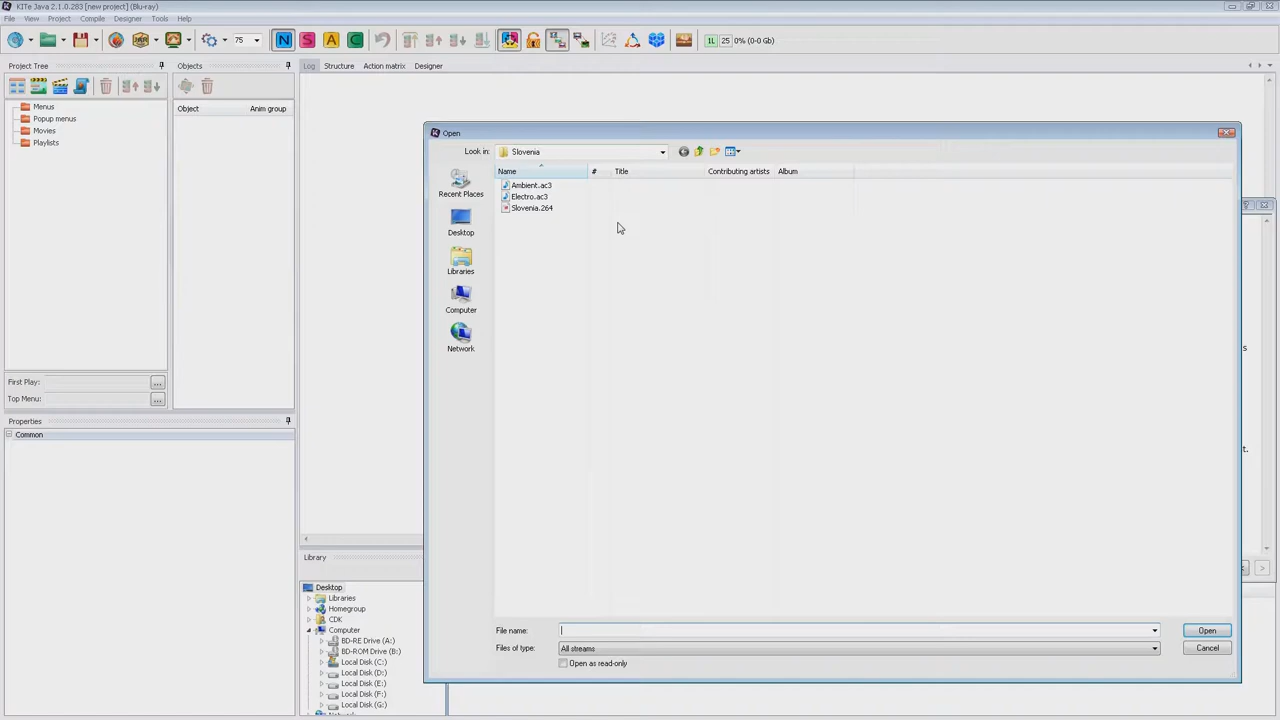 KITe Java 2.1.0.283 [new project] (Blu-ray)
File View Project Compile Designer Tools Help
75 N S A C 1L 25 0% (0-0 Gb)
Project Tree
Objects
Log Structure Action matrix Designer
Object Anim group
Menus
Popup menus
Movies
Playlists
First Play: ...
Top Menu: ...
Properties
Common
Open
Look in: Slovenia
Name # Title Contributing artists Album
Ambient.ac3
Electro.ac3
Slovenia.264
Recent Places
Desktop
Libraries
Computer
Network
File name: Open
Files of type: All streams Cancel
Open as read-only
Library
Desktop
Libraries
Homegroup
CDK
Computer
BD-RE Drive (A:)
BD-ROM Drive (B:)
Local Disk (C:)
Local Disk (D:)
Local Disk (E:)
Local Disk (F:)
Local Disk (G:)